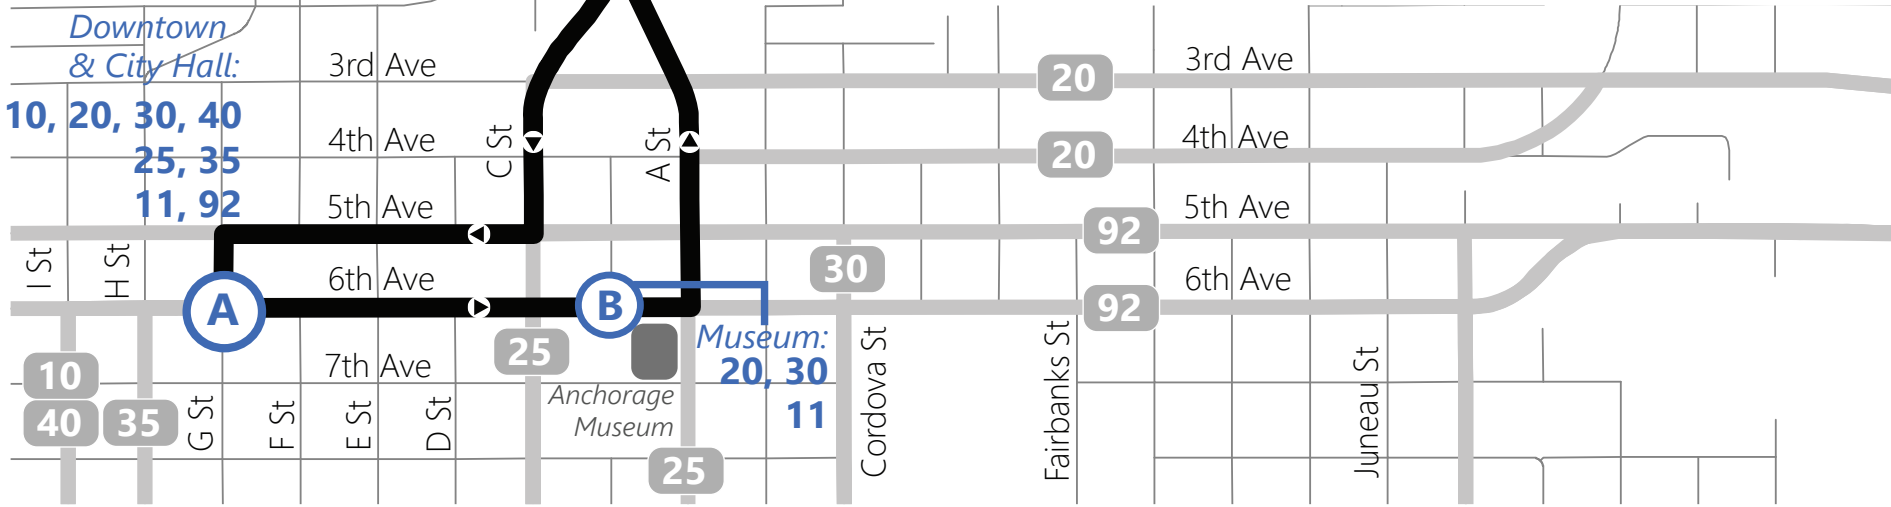 Downtown
& City Hall:
10, 20, 30, 40
25, 35
11, 92
3rd Ave
3rd Ave
20
4th Ave
C St
A St
20
4th Ave
5th Ave
92
5th Ave
I St
H St
6th Ave
30
6th Ave
A
B
92
Museum:
20, 30
11
25
7th Ave
10
40
35
G St
F St
E St
D St
Anchorage
Museum
25
Cordova St
Fairbanks St
Juneau St